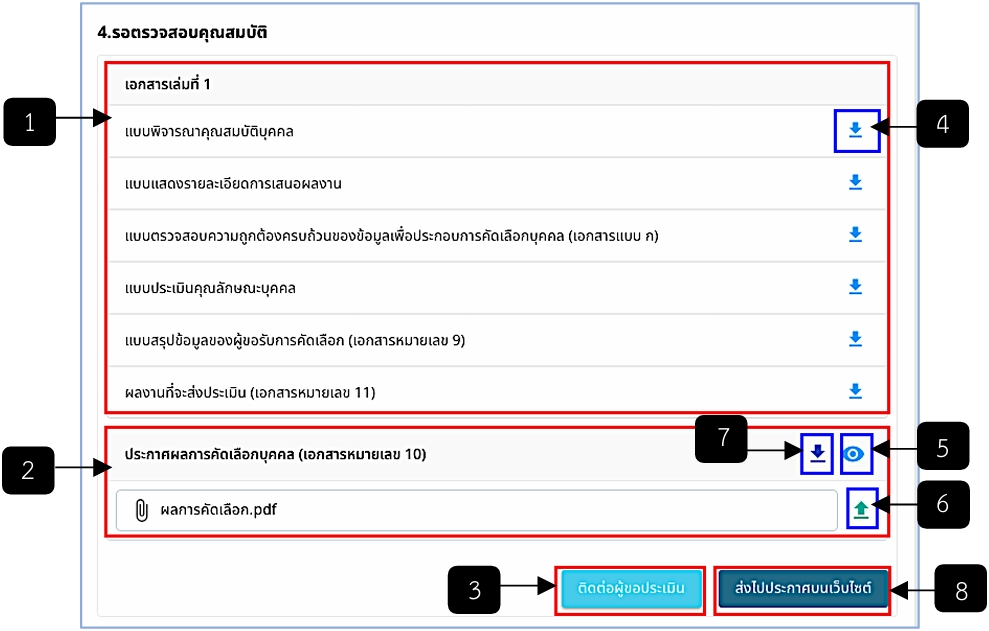 4.รอตรวจสอบคุณสมบัติ
เอกสารเล่มที่ 1
1
แบบพิจารณาคุณสมบัติบุคคล
4
แบบแสดงรายละเอียดการเสนอผลงาน
แบบตรวจสอบความถูกต้องครบถ้วนของข้อมูลเพื่อประกอบการคัดเลือกบุคคล (เอกสารแบบ ก)
แบบประเมินคุณลักษณะบุคคล
แบบสรุปข้อมูลของผู้ขอรับการคัดเลือก (เอกสารหมายเลข 9)
ผลงานที่จะส่งประเมิน (เอกสารหมายเลข 11)
7
2
ประกาศผลการคัดเลือกบุคคล (เอกสารหมายเลข 10)
5
ผลการคัดเลือก.pdf
6
3
ติดต่อผู้ขอประเมิน
ส่งไปประกาศบนเว็บไซต์
8